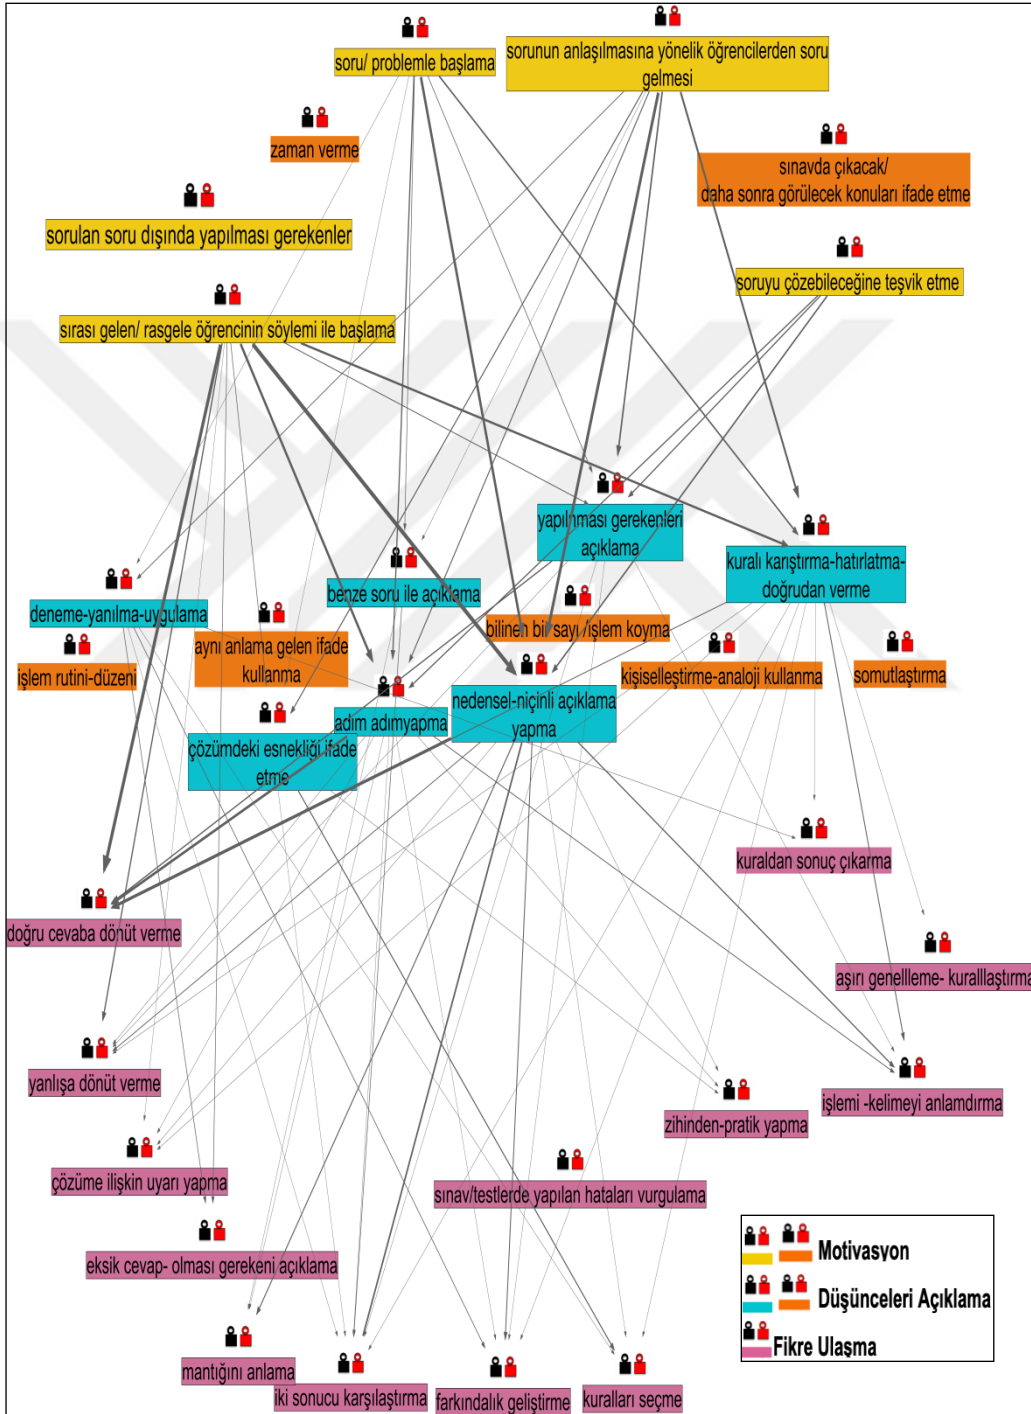 soru/ problemle başlama
sorunun anlaşılmasına yönelik öğrencilerden soru
gelmesi
zaman verme
sınavda çıkacak/
daha sonra görülecek konuları ifade etme
sorulan soru dışında yapılması gerekenler
soruyu çözebileceğine teşvik etme
sırası gelen/ rasgele öğrencinin söylemi ile başlama
yapılnması gerekenleri
açıklama
kuralı karıştırma-hatırlatma-
doğrudan verme
benze soru ile açıklama
deneme-yanılma-uygulama
bilinen bir sayı /işlem koyma
aynı anlama gelen ifade
kullanma
işlem rutini-düzeni
kişiselleştirme-analoji kullanma
somutlaştırma
nedensel-niçinli açıklama
yapma
adım adımyapma
çözümdeki esnekliği ifade
etme
kuraldan sonuç çıkarma
doğru cevaba dönüt verme
aşırı genellleme- kuralllaştırma
yanlışa dönüt verme
işlemi -kelimeyi anlamdırma
zihinden-pratik yapma
çözüme ilişkin uyarı yapma
sınav/testlerde yapılan hataları vurgulama
eksik cevap- olması gerekeni açıklama
mantığını anlama
iki sonucu karşılaştırma
farkındalık geliştirme
kuralları seçme
Motivasyon
Düşünceleri Açıklama
Fikre Ulaşma